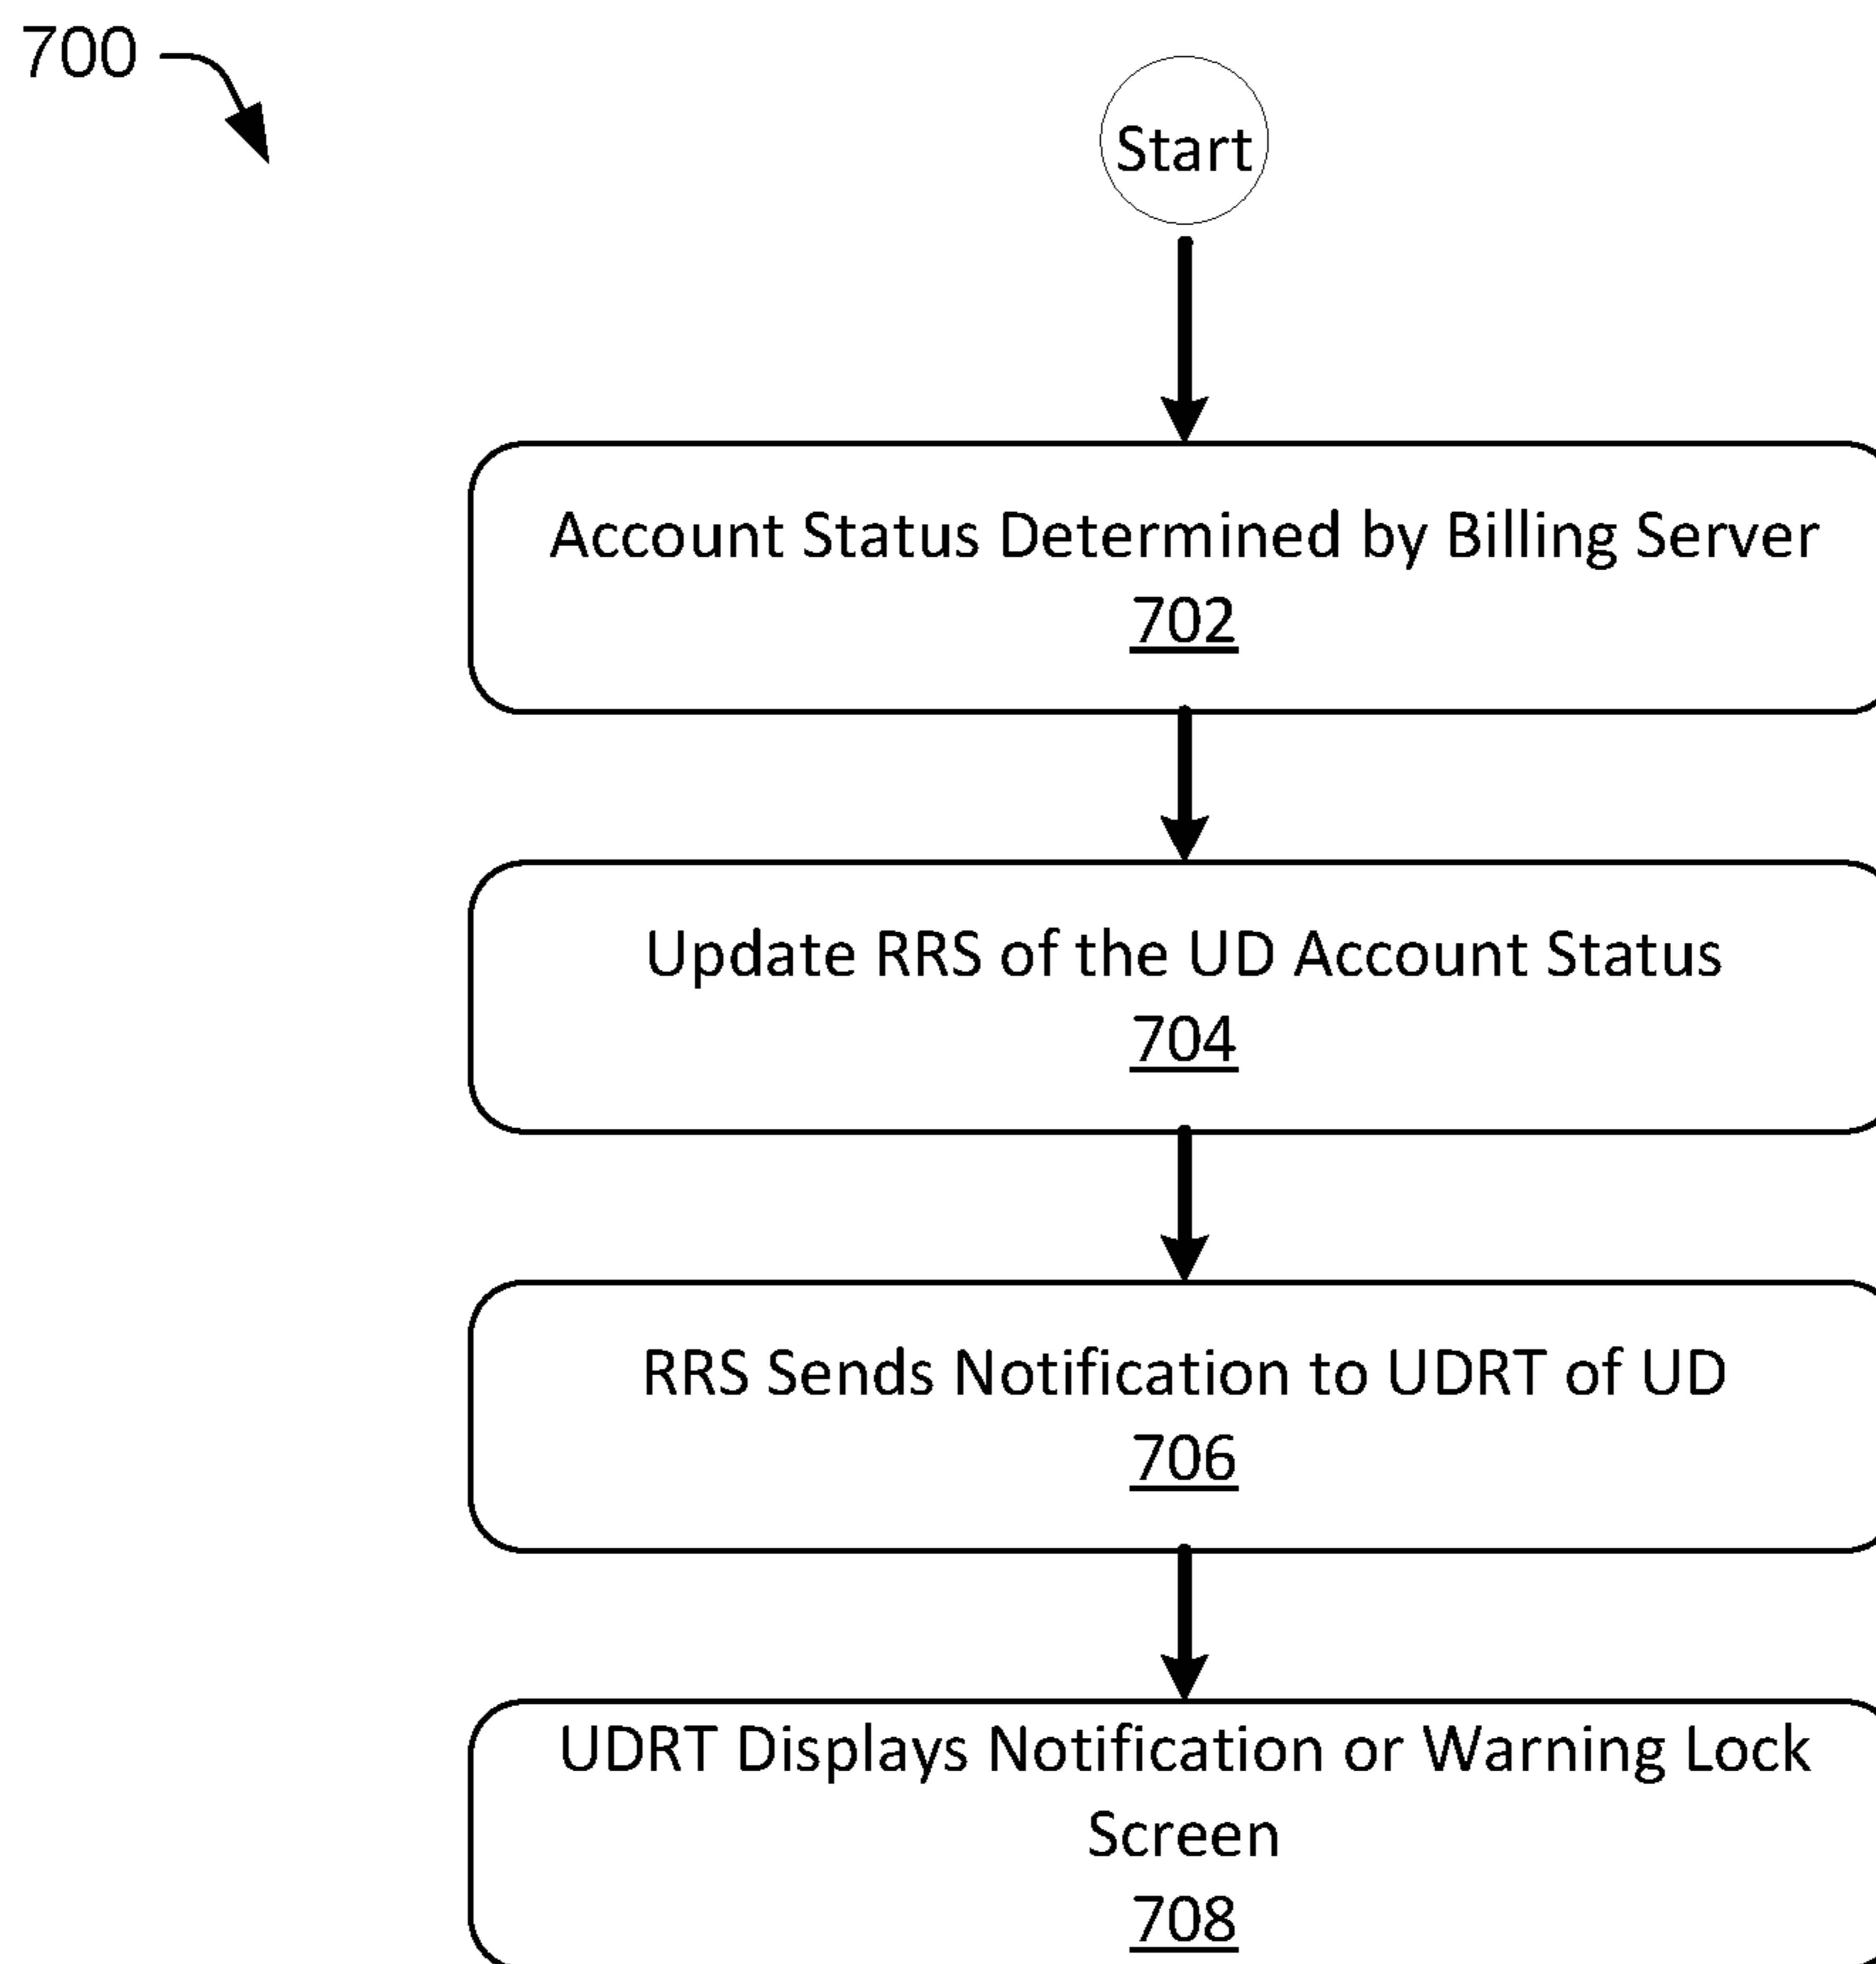 700
Start
Account Status Determined by Billing Server
702
Update RRS of the UD Account Status
704
RRS Sends Notification to UDRT of UD
706
UDRT Displays Notification or Warning Lock
Screen
708